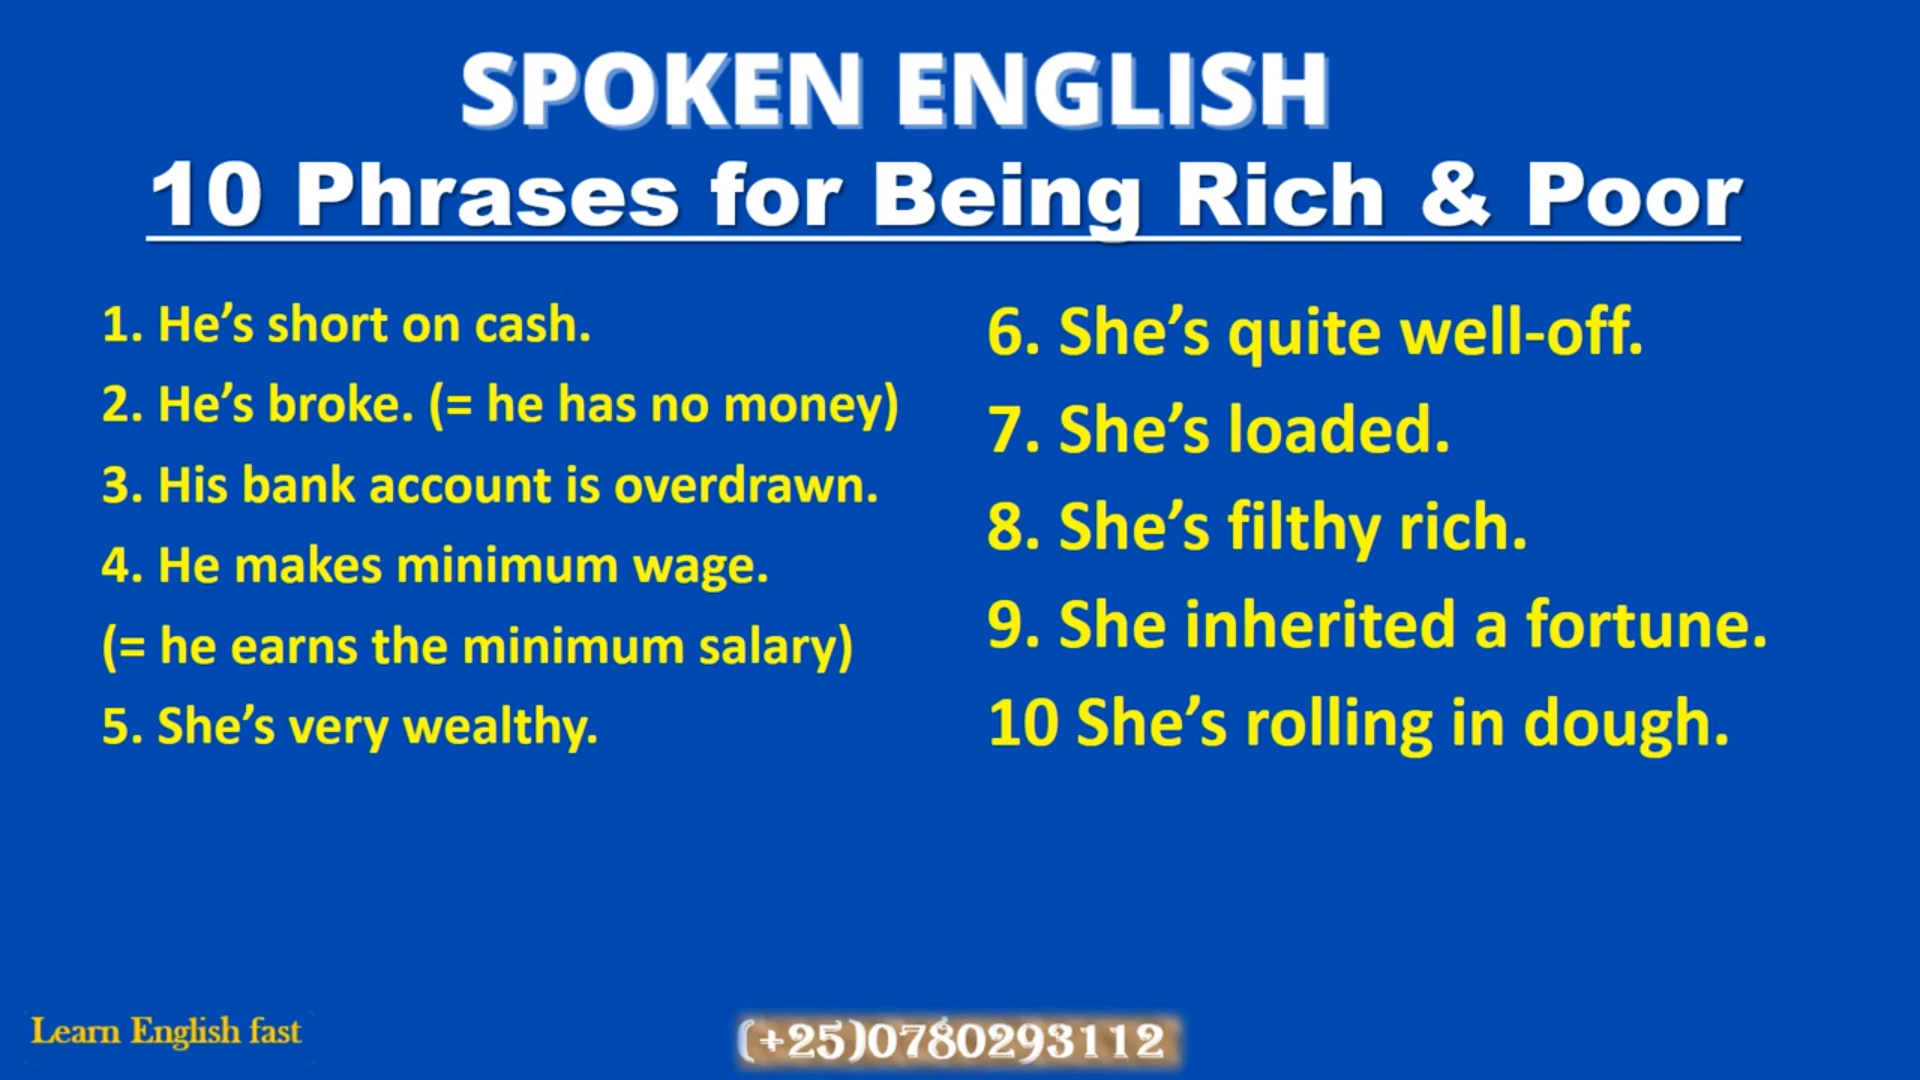 SPOKEN ENGLISH
10 Phrases for Being Rich & Poor
1. He’s short on cash.
2. He’s broke. (= he has no money)
3. His bank account is overdrawn.
4. He makes minimum wage.
(= he earns the minimum salary)
5. She’s very wealthy.
6. She’s quite well-off.
7. She’s loaded.
8. She’s filthy rich.
9. She inherited a fortune.
10 She’s rolling in dough.
Learn English fast
(+25)0780293112